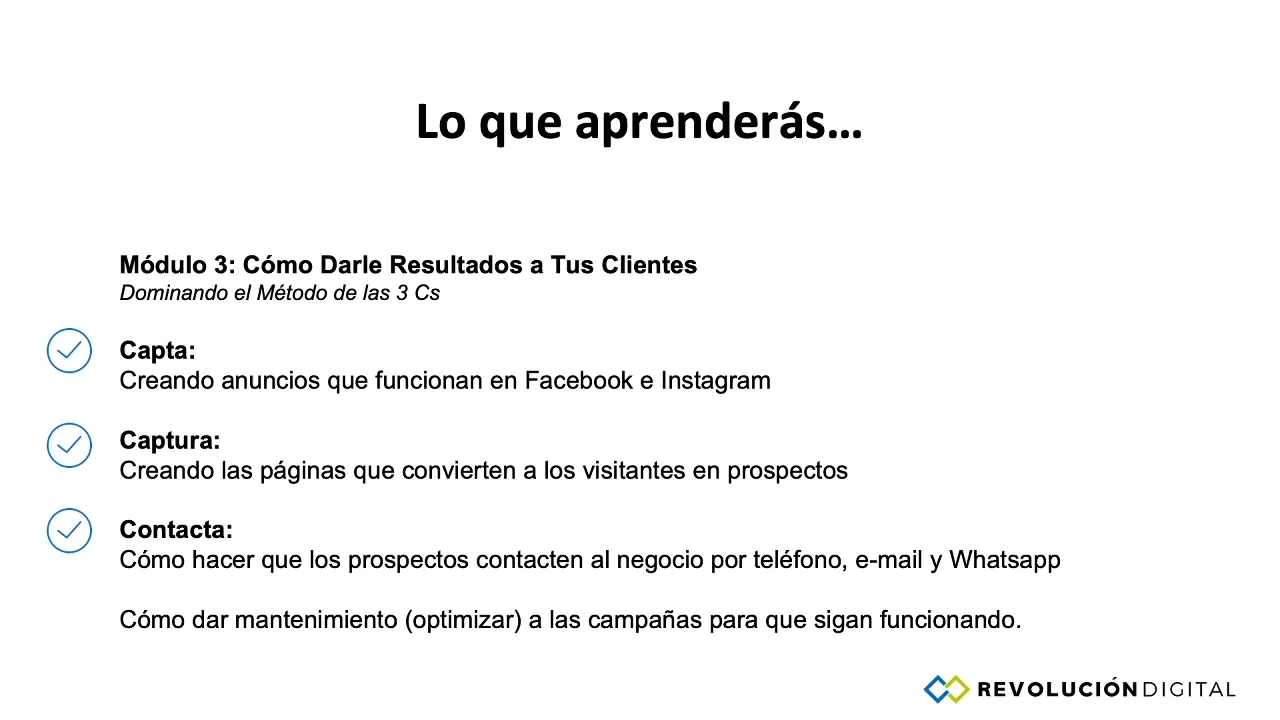 Lo que aprenderás...
Módulo 3: Cómo Darle Resultados a Tus Clientes
Dominando el Método de las 3 Cs
Capta:
Creando anuncios que funcionan en Facebook e Instagram
Captura:
Creando las páginas que convierten a los visitantes en prospectos
Contacta:
Cómo hacer que los prospectos contacten al negocio por teléfono, e-mail y Whatsapp
Cómo dar mantenimiento (optimizar) a las campañas para que sigan funcionando.
REVOLUCIÓN DIGITAL